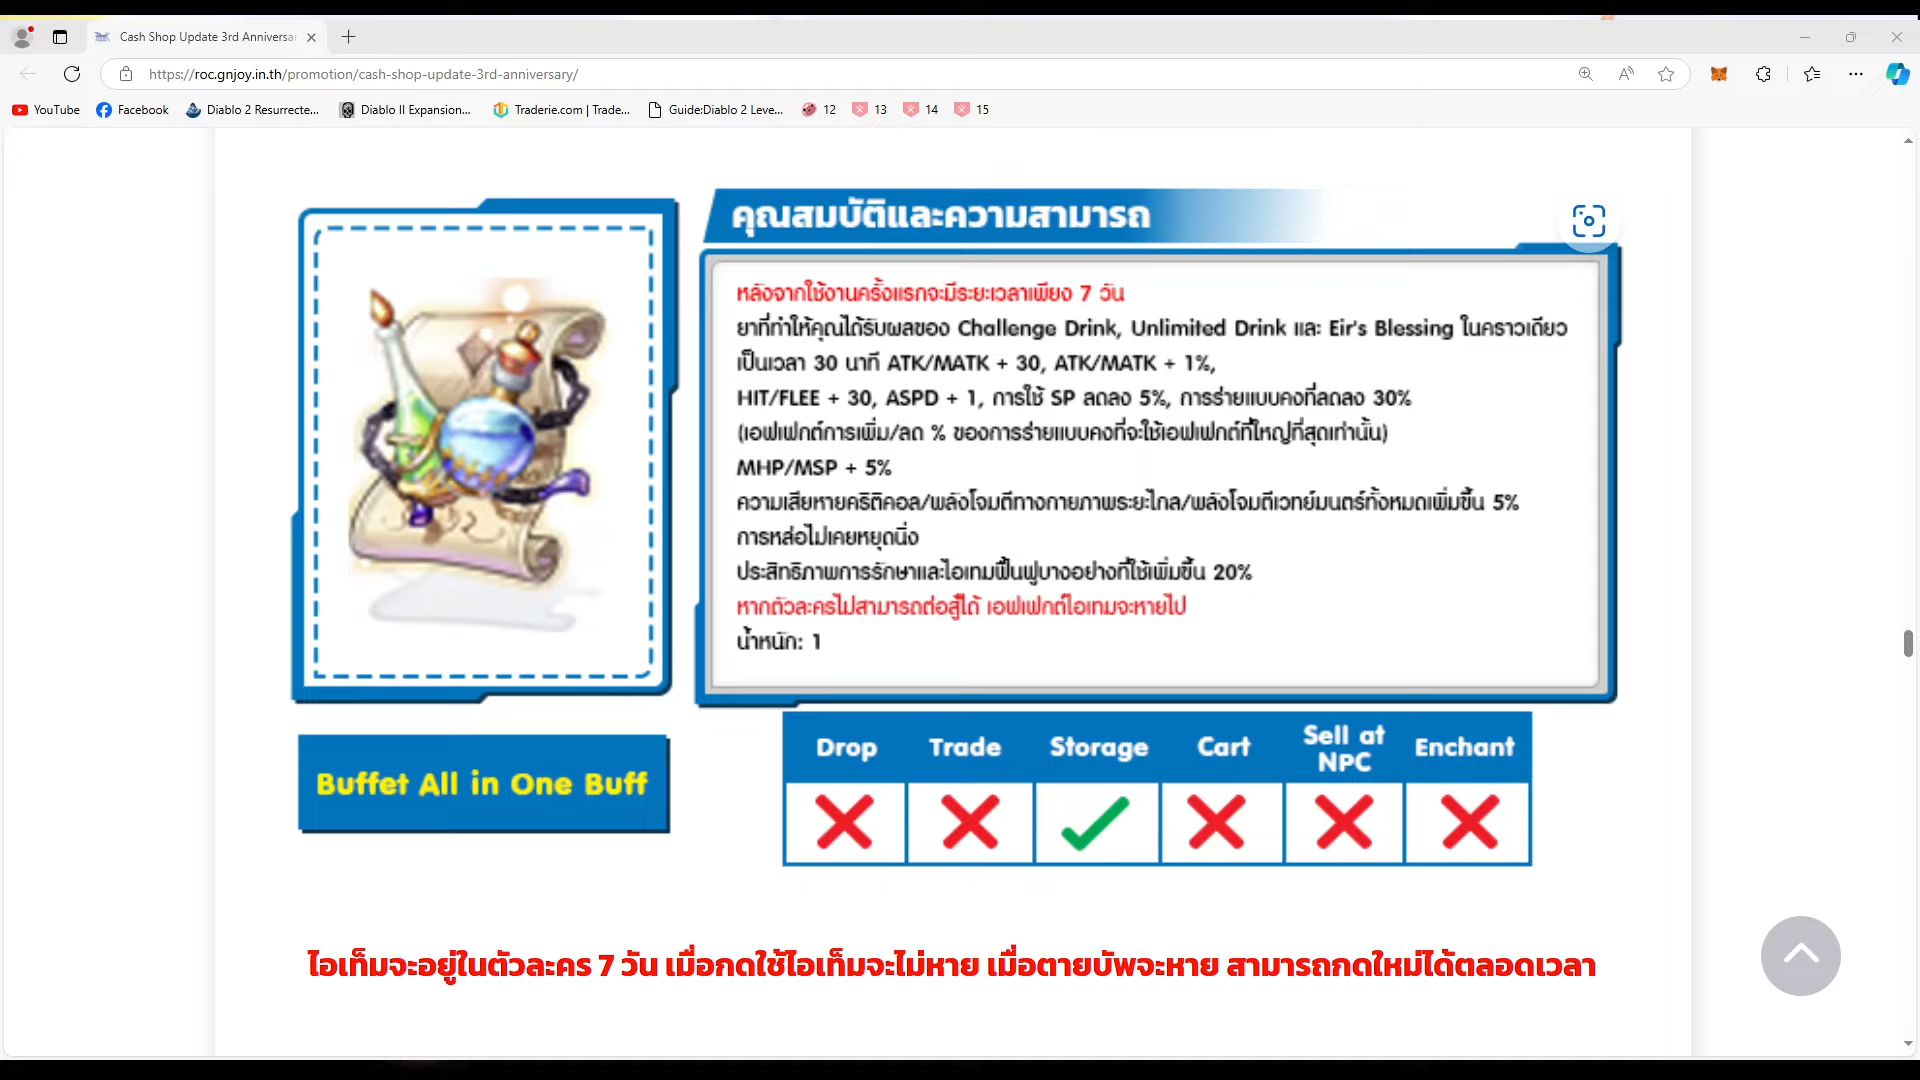 Cash Shop Update 3rd Anniversar
https://roc.gnjoy.in.th/promotion/cash-shop-update-3rd-anniversary/
YouTube Facebook Diablo 2 Resurrecte... Diablo II Expansion... Traderie.com | Trade... Guide:Diablo 2 Leve... 12 13 14 15
คุณสมบัติและความสามารถ
หลังจากใช้งานครั้งแรกจะมีระยะเวลาเพียง 7 วัน
ยาที่ทำให้คุณได้รับผลของ Challenge Drink, Unlimited Drink และ Eir's Blessing ในคราวเดียว
เป็นเวลา 30 นาที ATK/MATK + 30, ATK/MATK + 1%,
HIT/FLEE + 30, ASPD + 1, การใช้ SP ลดลง 5%, การร่ายแบบคงที่ลดลง 30%
(เอฟเฟกต์การเพิ่ม/ลด % ของการร่ายแบบคงที่จะใช้เอฟเฟกต์ที่ใหญ่ที่สุดเท่านั้น)
MHP/MSP + 5%
ความเสียหายคริติคอล/พลังโจมตีทางกายภาพระยะไกล/พลังโจมตีเวทย์มนตร์ทั้งหมดเพิ่มขึ้น 5%
การหล่อไม่เคยหยุดนิ่ง
ประสิทธิภาพการรักษาและไอเทมฟื้นฟูบางอย่างที่ใช้เพิ่มขึ้น 20%
หากตัวละครไม่สามารถต่อสู้ได้ เอฟเฟกต์ไอเทมจะหายไป
น้ำหนัก: 1
Buffet All in One Buff
Drop Trade Storage Cart Sell at NPC Enchant
ไอเท็มจะอยู่ในตัวละคร 7 วัน เมื่อกดใช้ไอเท็มจะไม่หาย เมื่อตายบัพจะหาย สามารถกดใหม่ได้ตลอดเวลา